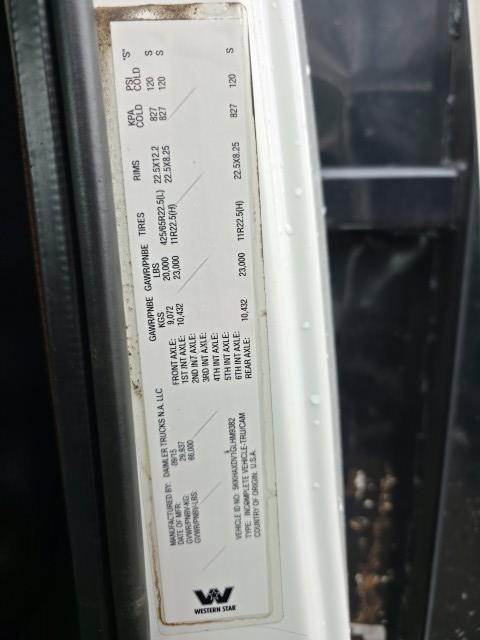 MANUFACTURED BY: DAIMLER TRUCKS N.A. LLC
DATE OF MFR: 09/15
GVWR/PNBV-KG: 29,937
GVWR/PNBV-LBS: 66,000
GAWR/PNBE KGS GAWR/PNBE LBS TIRES RIMS KPA COLD PSI COLD "S"
FRONT AXLE: 9,072 20,000 425/65R22.5(L) 22.5X12.2 827 120 S
1ST INT AXLE: 10,432 23,000 11R22.5(H) 22.5X8.25 827 120 S
2ND INT AXLE:
3RD INT AXLE:
4TH INT AXLE:
5TH INT AXLE:
6TH INT AXLE:
REAR AXLE: 10,432 23,000 11R22.5(H) 22.5X8.25 827 120 S
VEHICLE ID NO:
TYPE: INCOMPLETE VEHICLE-TRU/CAM
COUNTRY OF ORIGIN: U.S.A.
WESTERN STAR